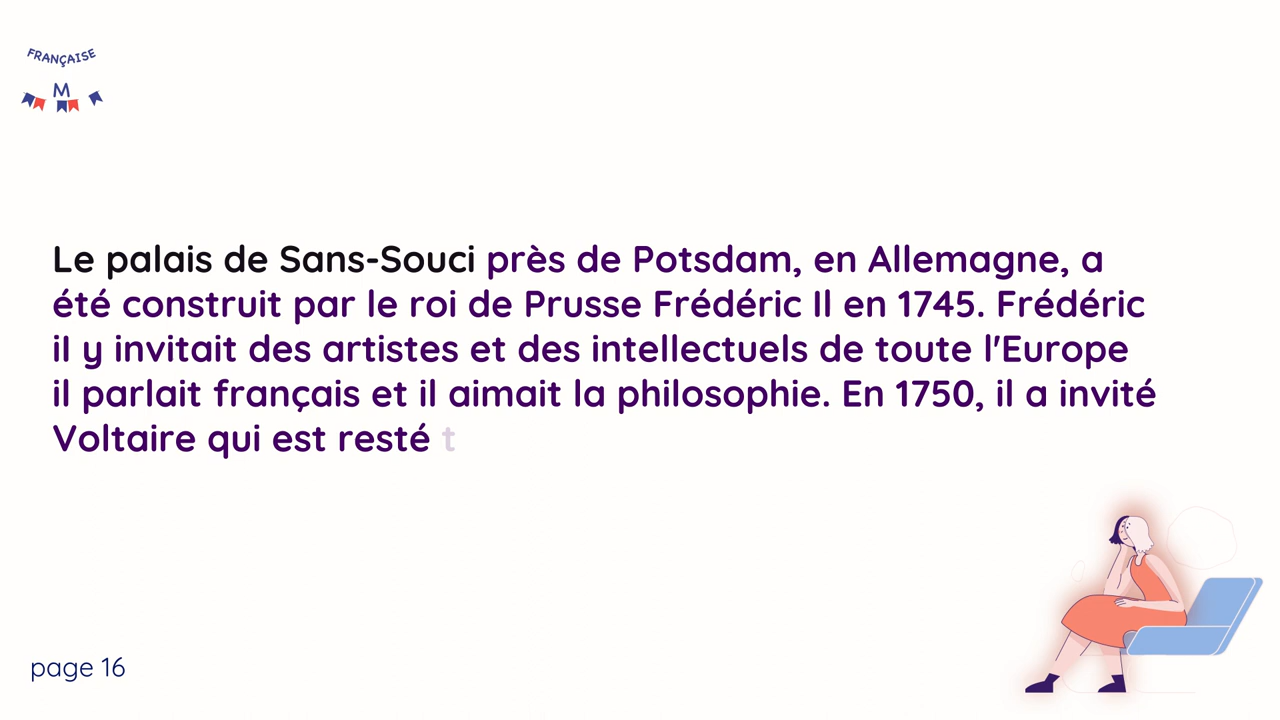 FRANÇAISE
M
Le palais de Sans-Souci près de Potsdam, en Allemagne, a
été construit par le roi de Prusse Frédéric Il en 1745. Frédéric
iI y invitait des artistes et des intellectuels de toute l'Europe
il parlait français et il aimait la philosophie. En 1750, il a invité
Voltaire qui est resté t
page 16